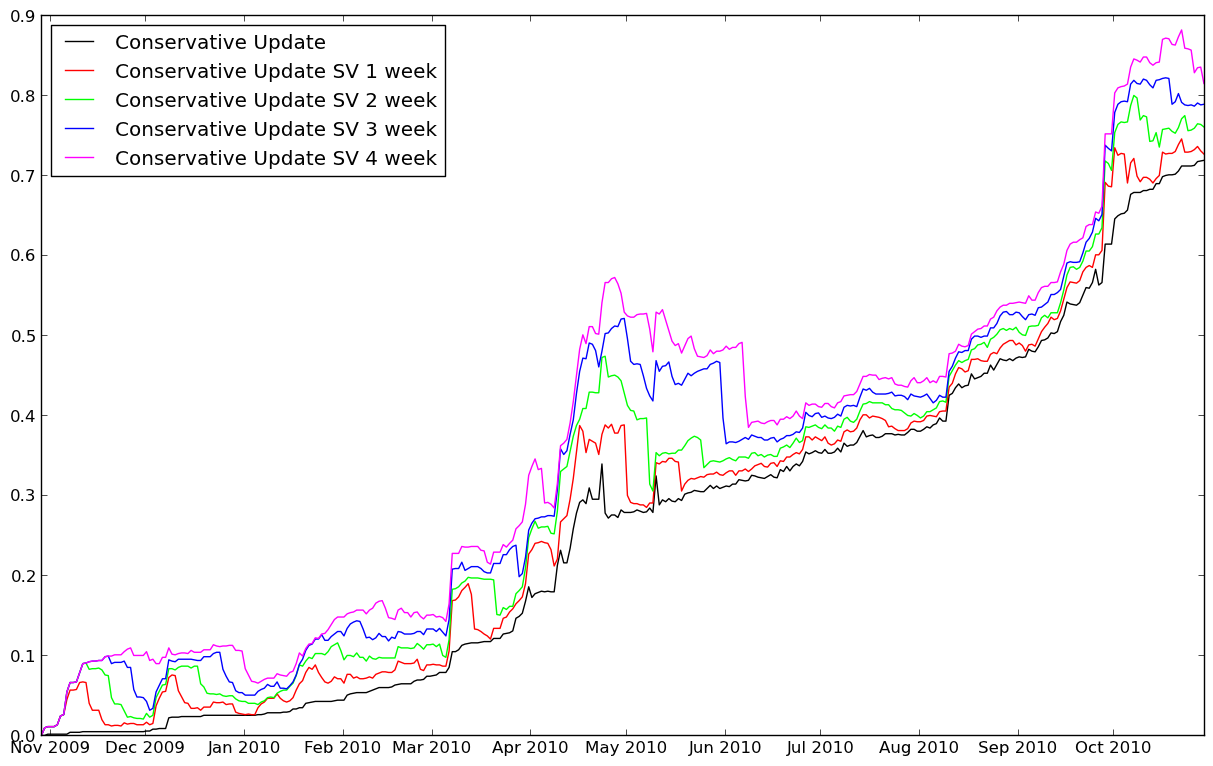 0.9
0.8
0.7
0.6
0.5
0.4
0.3
0.2
0.1
0.0
Conservative Update
Conservative Update SV 1 week
Conservative Update SV 2 week
Conservative Update SV 3 week
Conservative Update SV 4 week
Nov 2009 Dec 2009 Jan 2010 Feb 2010 Mar 2010 Apr 2010 May 2010 Jun 2010 Jul 2010 Aug 2010 Sep 2010 Oct 2010